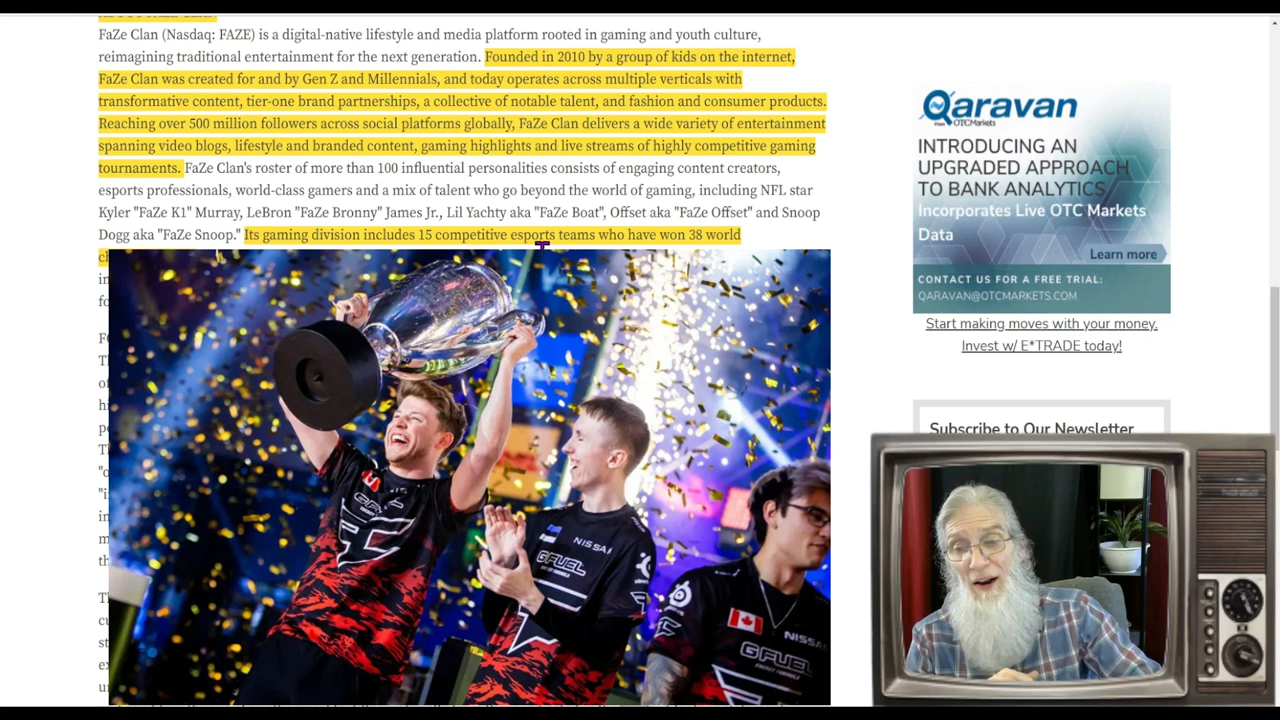 FaZe Clan (Nasdaq: FAZE) is a digital-native lifestyle and media platform rooted in gaming and youth culture,
reimagining traditional entertainment for the next generation. Founded in 2010 by a group of kids on the internet,
FaZe Clan was created for and by Gen Z and Millennials, and today operates across multiple verticals with
transformative content, tier-one brand partnerships, a collective of notable talent, and fashion and consumer products.
Reaching over 500 million followers across social platforms globally, FaZe Clan delivers a wide variety of entertainment
spanning video blogs, lifestyle and branded content, gaming highlights and live streams of highly competitive gaming
tournaments. FaZe Clan's roster of more than 100 influential personalities consists of engaging content creators,
esports professionals, world-class gamers and a mix of talent who go beyond the world of gaming, including NFL star
Kyler "FaZe K1" Murray, LeBron "FaZe Bronny" James Jr., Lil Yachty aka "FaZe Boat", Offset aka "FaZe Offset" and Snoop
Dogg aka "FaZe Snoop." Its gaming division includes 15 competitive esports teams who have won 38 world
GFUEL
NISSAN
GFUEL
ENERGY FORMULA
NISSAN
GFUEL
ENERGY FORMULA
Qaravan
FROM OTCMarkets
INTRODUCING AN
UPGRADED APPROACH
TO BANK ANALYTICS
Incorporates Live OTC Markets
Data
Learn more
CONTACT US FOR A FREE TRIAL:
QARAVAN@OTCMARKETS.COM
Start making moves with your money.
Invest w/ E*TRADE today!
Subscribe to Our Newsletter